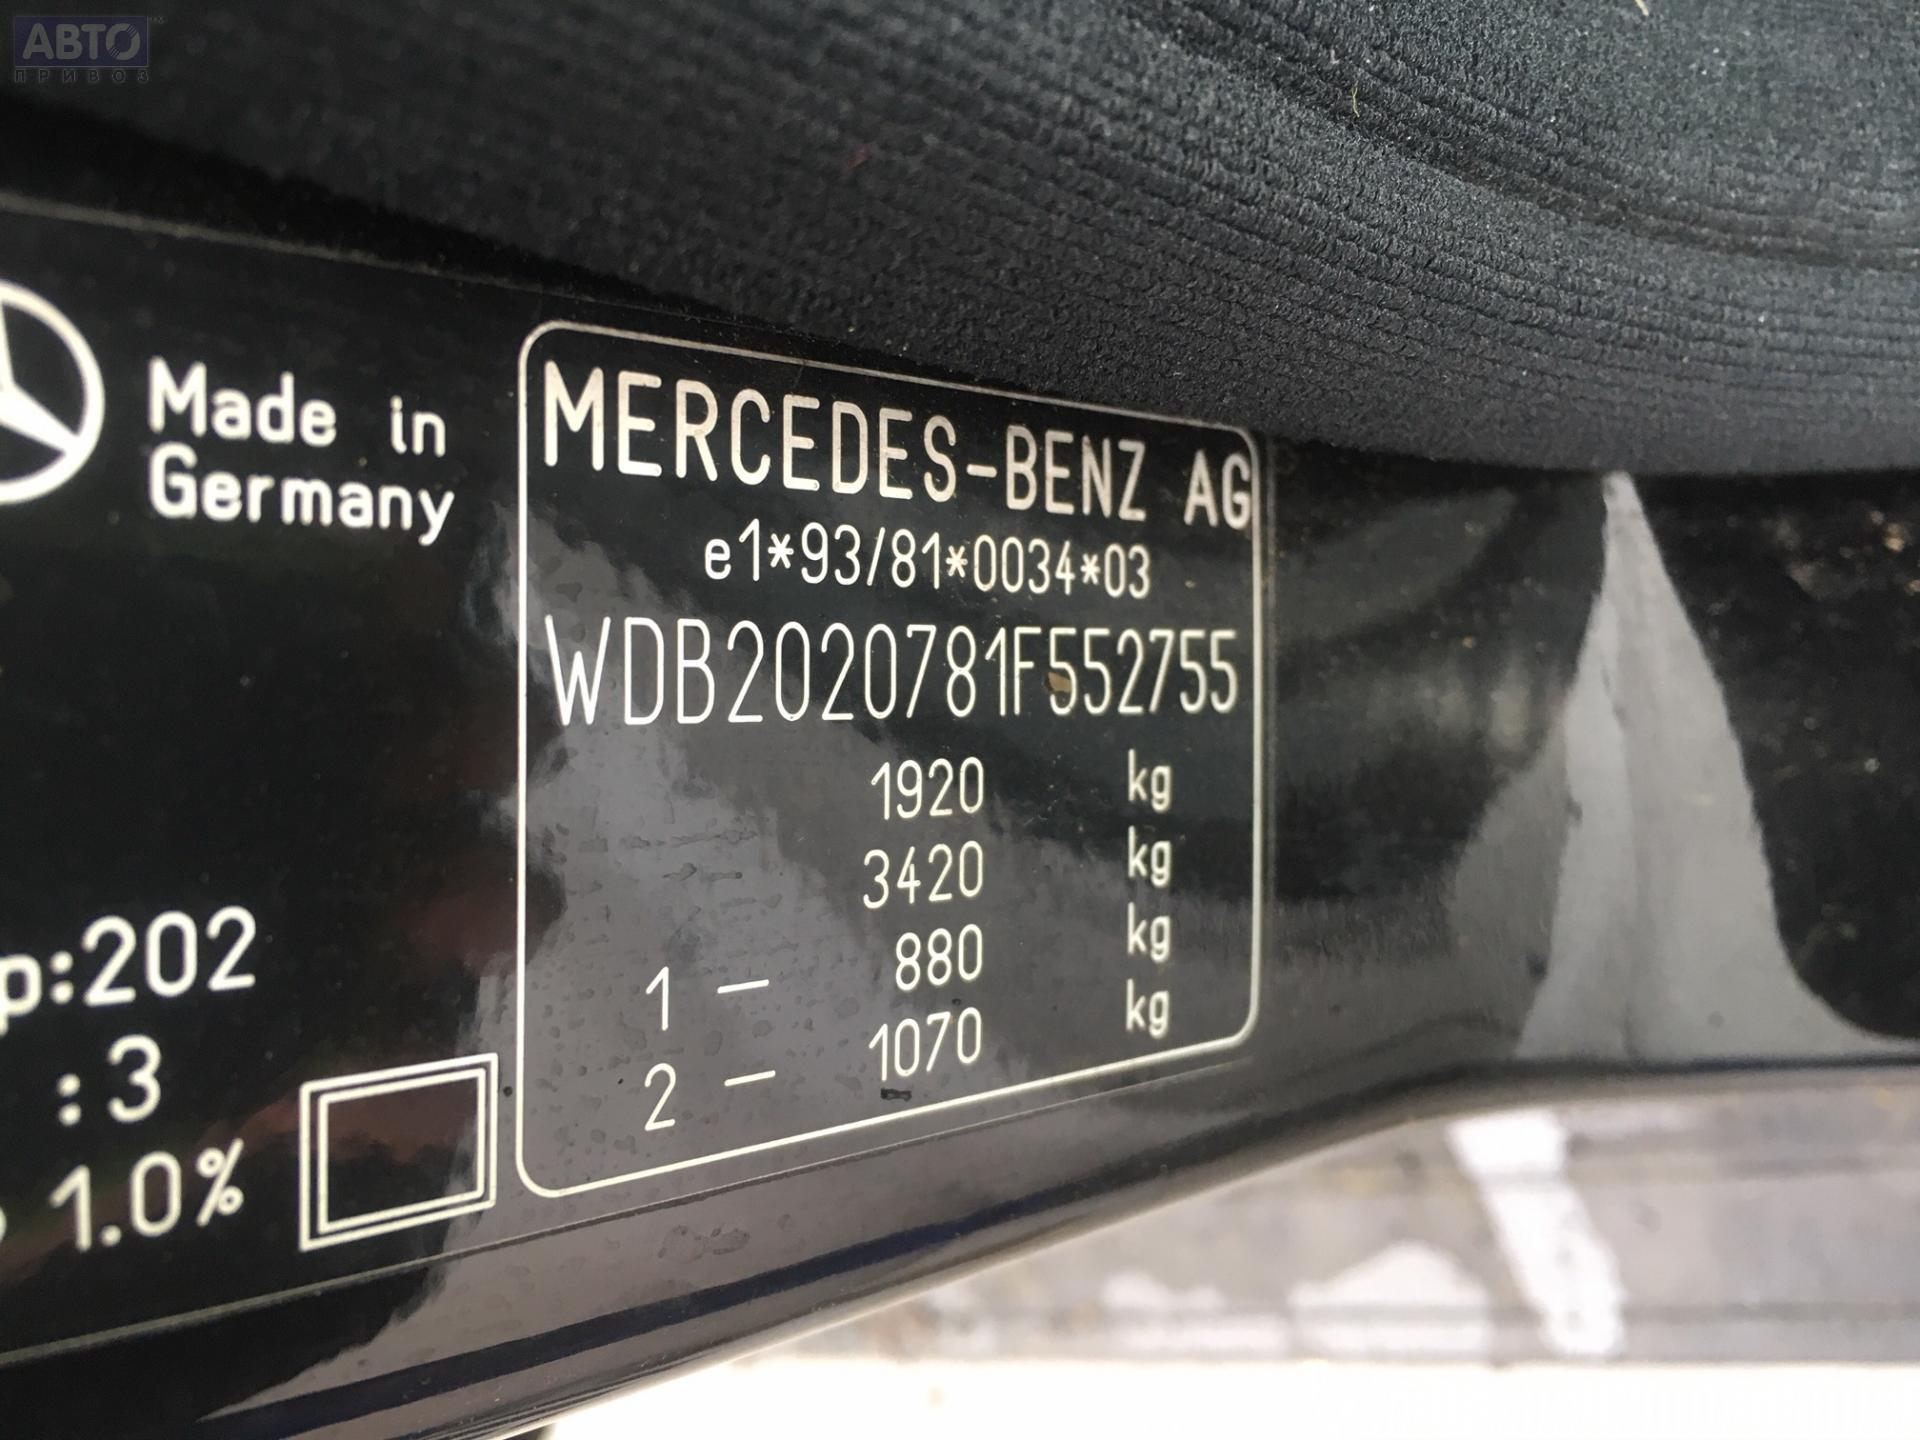 АВТО
ПРИВОЗ
Made in
Germany
MERCEDES-BENZ AG
e1*93/81*0034*03
WDB2020781F552755
1920 kg
3420 kg
1 – 880 kg
2 – 1070 kg
p:202
:3
1.0%